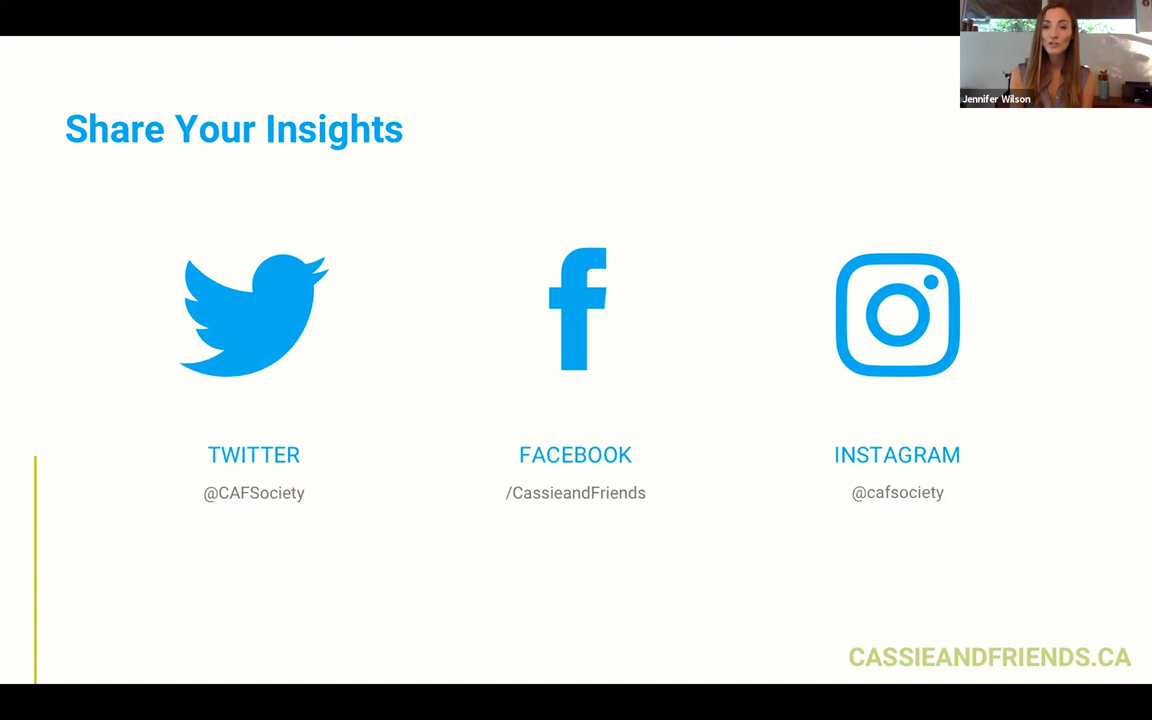 Jennifer Wilson
Share Your Insights
TWITTER
@CAFSociety
FACEBOOK
/CassieandFriends
INSTAGRAM
@cafsociety
CASSIEANDFRIENDS.CA